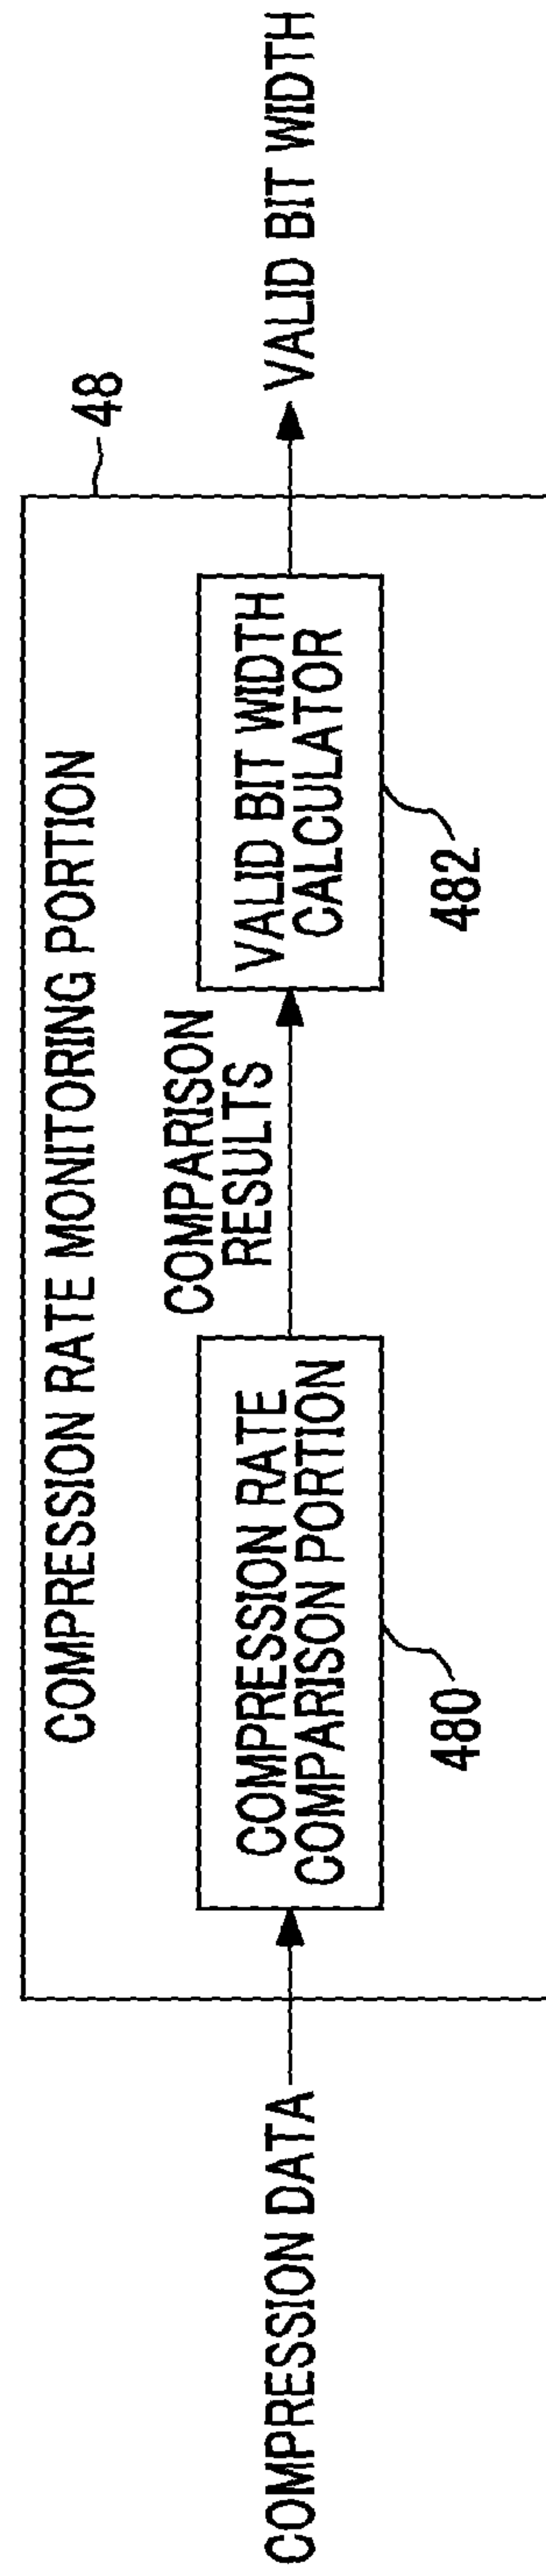 48
COMPRESSION RATE MONITORING PORTION
COMPRESSION DATA
COMPRESSION RATE
COMPARISON PORTION
480
COMPARISON
RESULTS
VALID BIT WIDTH
CALCULATOR
482
VALID BIT WIDTH